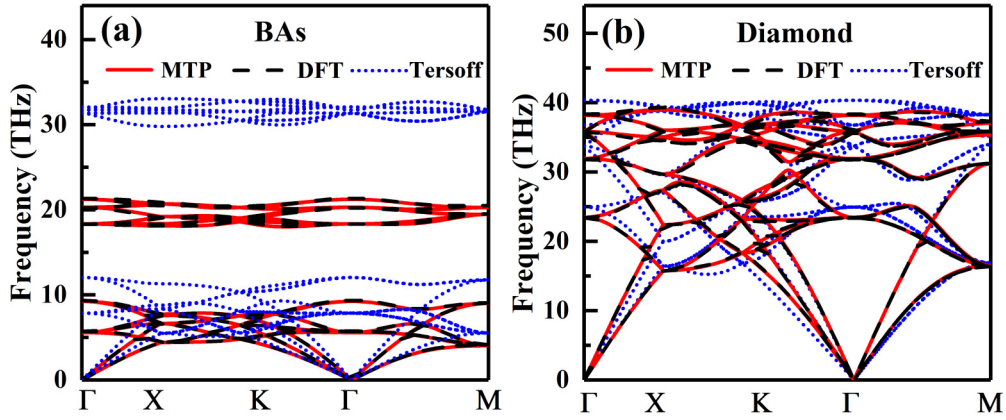 (a) BAs
MTP DFT Tersoff
Frequency (THz)
40
30
20
10
0
Γ X K Γ M
(b) Diamond
MTP DFT Tersoff
Frequency (THz)
50
40
30
20
10
0
Γ X K Γ M